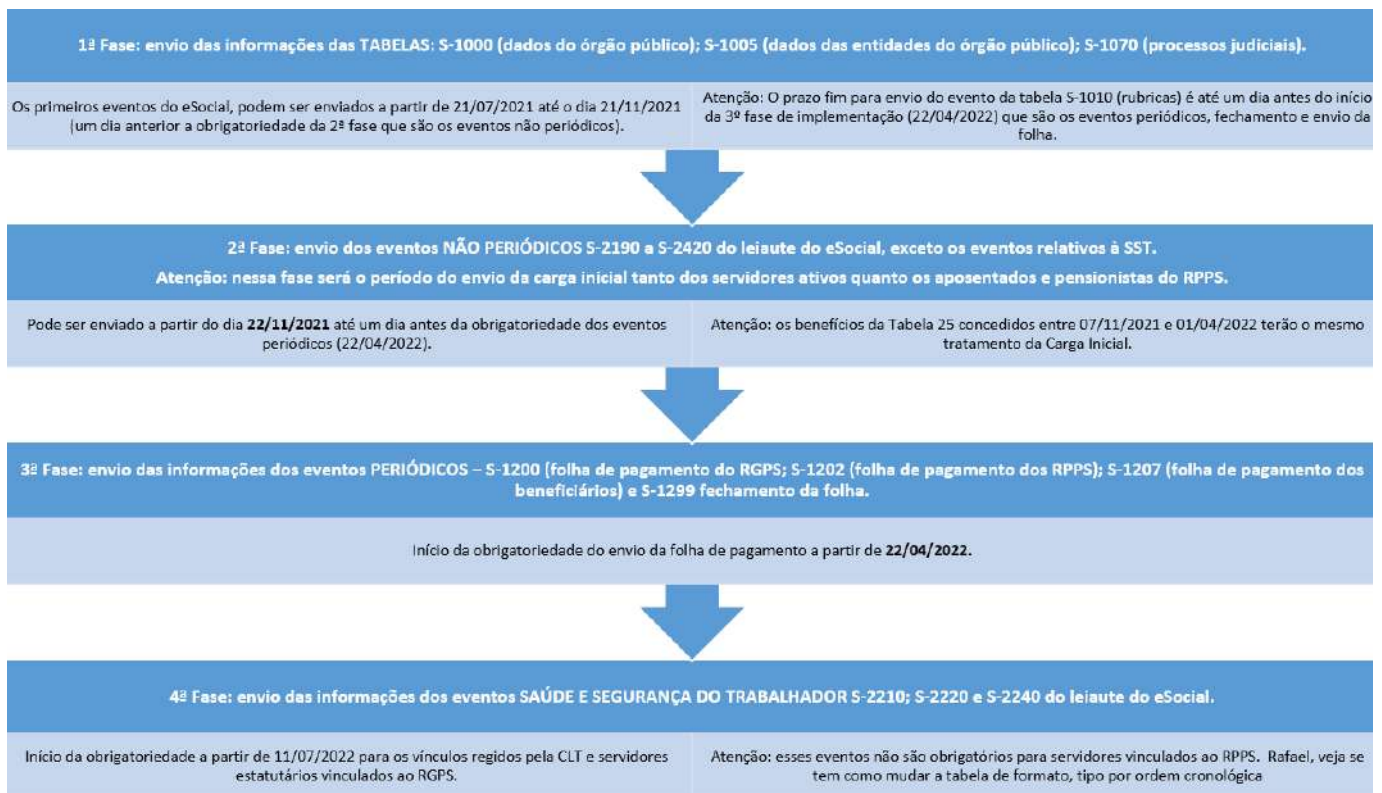 1ª Fase: envio das informações das TABELAS: S-1000 (dados do órgão público); S-1005 (dados das entidades do órgão público); S-1070 (processos judiciais).
Os primeiros eventos do eSocial, podem ser enviados a partir de 21/07/2021 até o dia 21/11/2021
(um dia anterior a obrigatoriedade da 2ª fase que são os eventos não periódicos).
Atenção: O prazo fim para envio do evento da tabela S-1010 (rubricas) é até um dia antes do início
da 3º fase de implementação (22/04/2022) que são os eventos periódicos, fechamento e envio da
folha.
2ª Fase: envio dos eventos NÃO PERIÓDICOS S-2190 a S-2420 do leiaute do eSocial, exceto os eventos relativos à SST.
Atenção: nessa fase será o período do envio da carga inicial tanto dos servidores ativos quanto os aposentados e pensionistas do RPPS.
Pode ser enviado a partir do dia 22/11/2021 até um dia antes da obrigatoriedade dos eventos
periódicos (22/04/2022).
Atenção: os benefícios da Tabela 25 concedidos entre 07/11/2021 e 01/04/2022 terão o mesmo
tratamento da Carga Inicial.
3ª Fase: envio das informações dos eventos PERIÓDICOS – S-1200 (folha de pagamento do RGPS; S-1202 (folha de pagamento dos RPPS); S-1207 (folha de pagamento dos
beneficiários) e S-1299 fechamento da folha.
Início da obrigatoriedade do envio da folha de pagamento a partir de 22/04/2022.
4ª Fase: envio das informações dos eventos SAÚDE E SEGURANÇA DO TRABALHADOR S-2210; S-2220 e S-2240 do leiaute do eSocial.
Início da obrigatoriedade a partir de 11/07/2022 para os vínculos regidos pela CLT e servidores
estatutários vinculados ao RGPS.
Atenção: esses eventos não são obrigatórios para servidores vinculados ao RPPS. Rafael, veja se
tem como mudar a tabela de formato, tipo por ordem cronológica